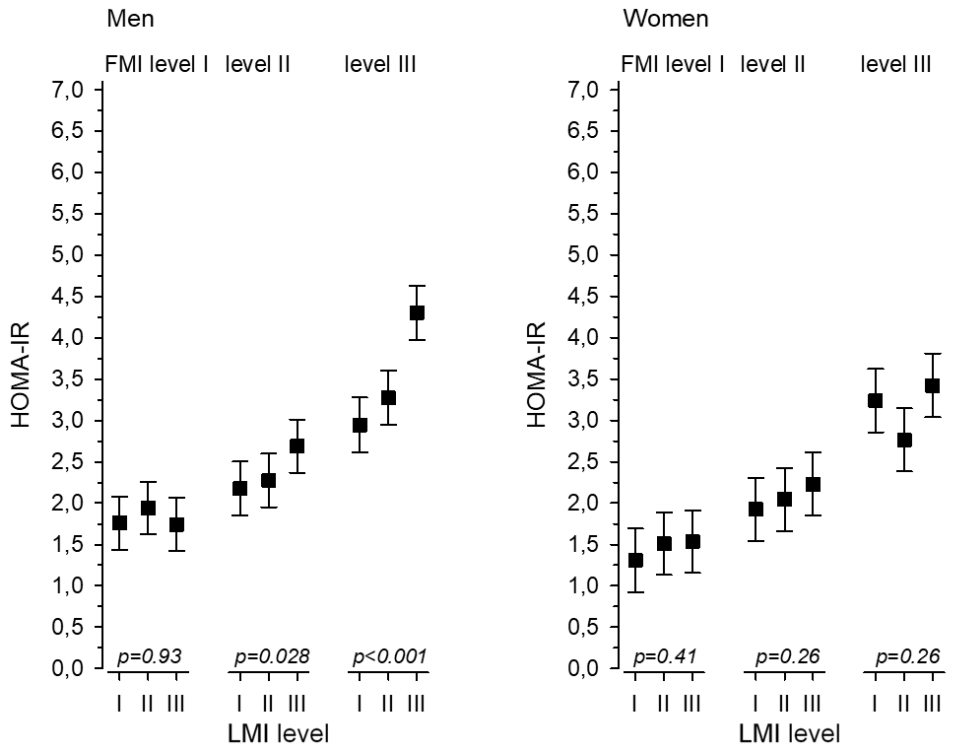 Men
FMI level I level II level III
7,0
6,5
6,0
5,5
5,0
4,5
4,0
3,5
3,0
2,5
2,0
1,5
1,0
0,5
0,0
HOMA-IR
p=0.93 p=0.028 p<0.001
I II III I II III I II III
LMI level
Women
FMI level I level II level III
7,0
6,5
6,0
5,5
5,0
4,5
4,0
3,5
3,0
2,5
2,0
1,5
1,0
0,5
0,0
HOMA-IR
p=0.41 p=0.26 p=0.26
I II III I II III I II III
LMI level